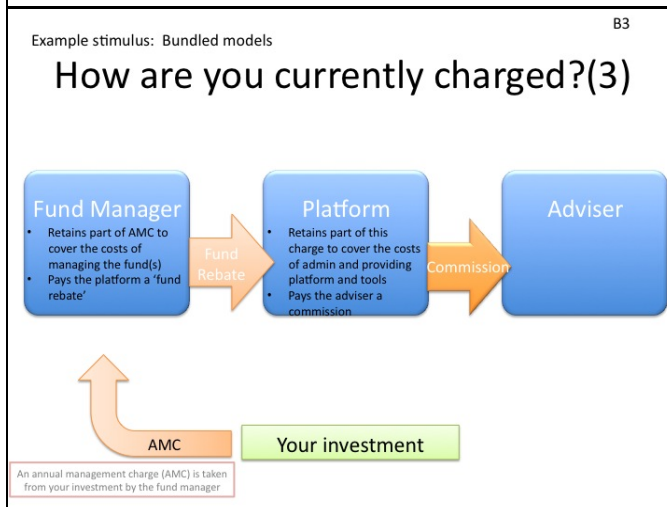 B3
Example stimulus: Bundled models
How are you currently charged?(3)
Fund Manager
• Retains part of AMC to
cover the costs of
managing the fund(s)
• Pays the platform a ‘fund
rebate’
Fund
Rebate
Platform
• Retains part of this
charge to cover the costs
of admin and providing
platform and tools
• Pays the adviser a
commission
Commission
Adviser
AMC
Your investment
An annual management charge (AMC) is taken
from your investment by the fund manager